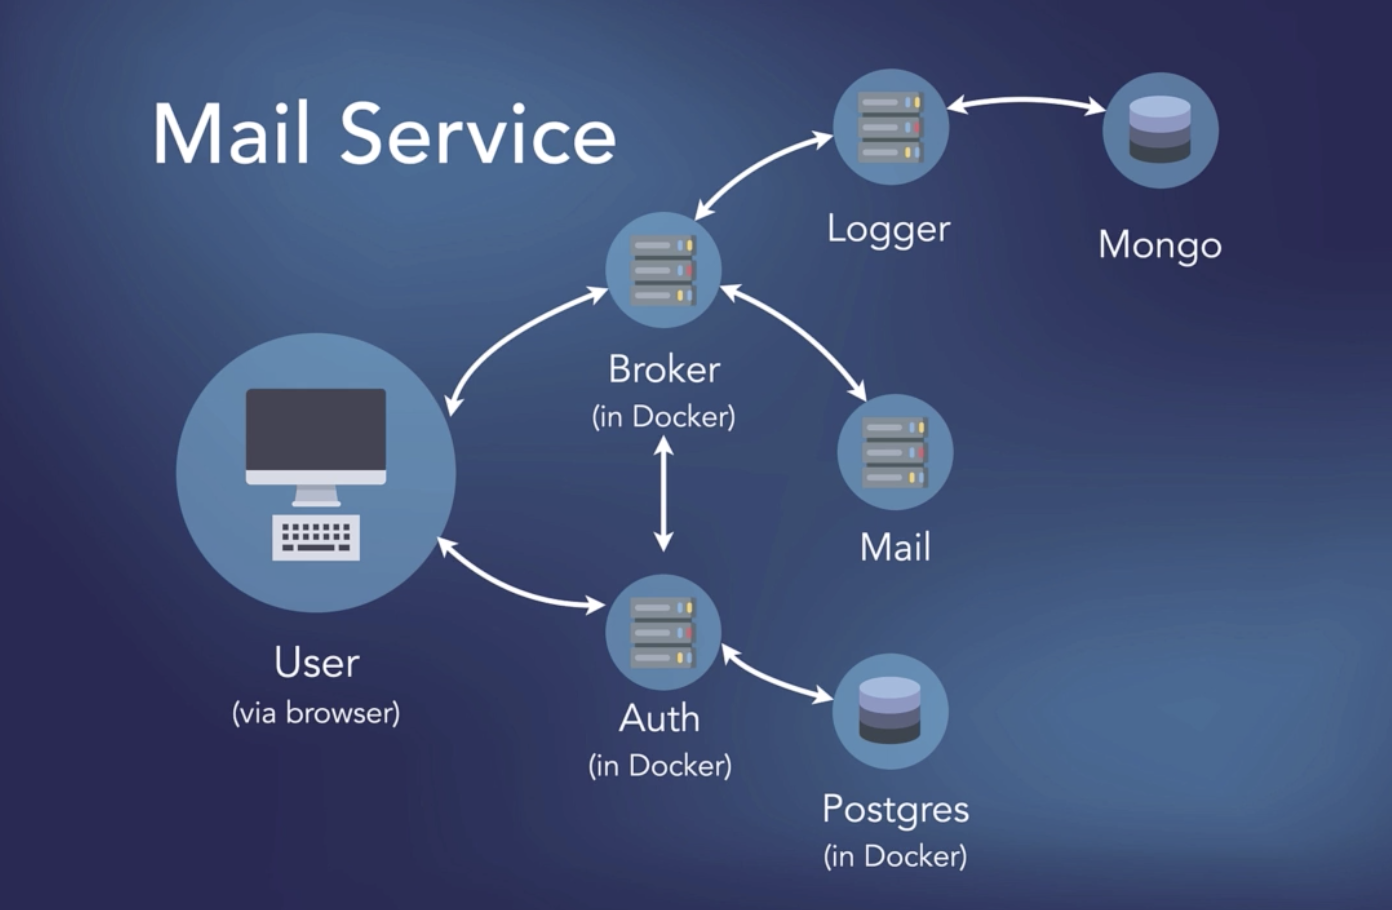 Mail Service
Logger
Mongo
Broker
(in Docker)
Mail
User
(via browser)
Auth
(in Docker)
Postgres
(in Docker)